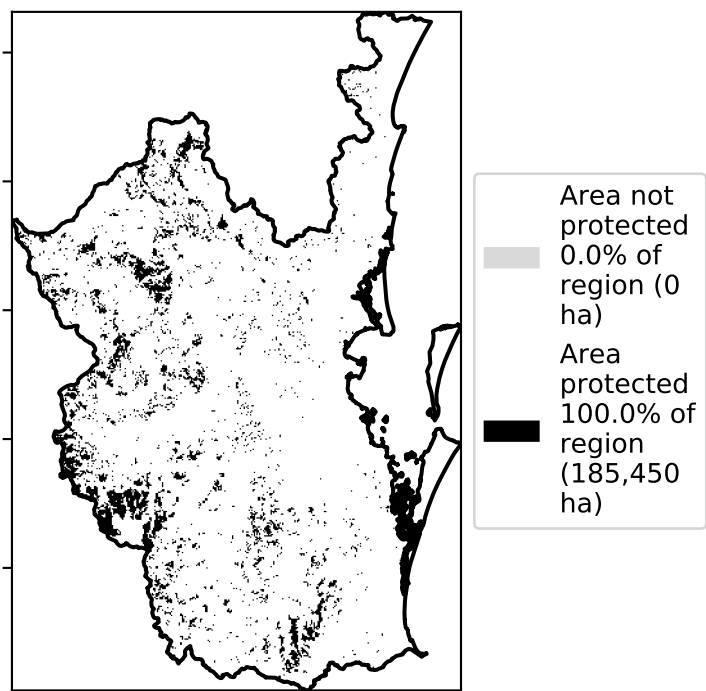 Area not
protected
0.0% of
region (0
ha)
Area
protected
100.0% of
region
(185,450
ha)